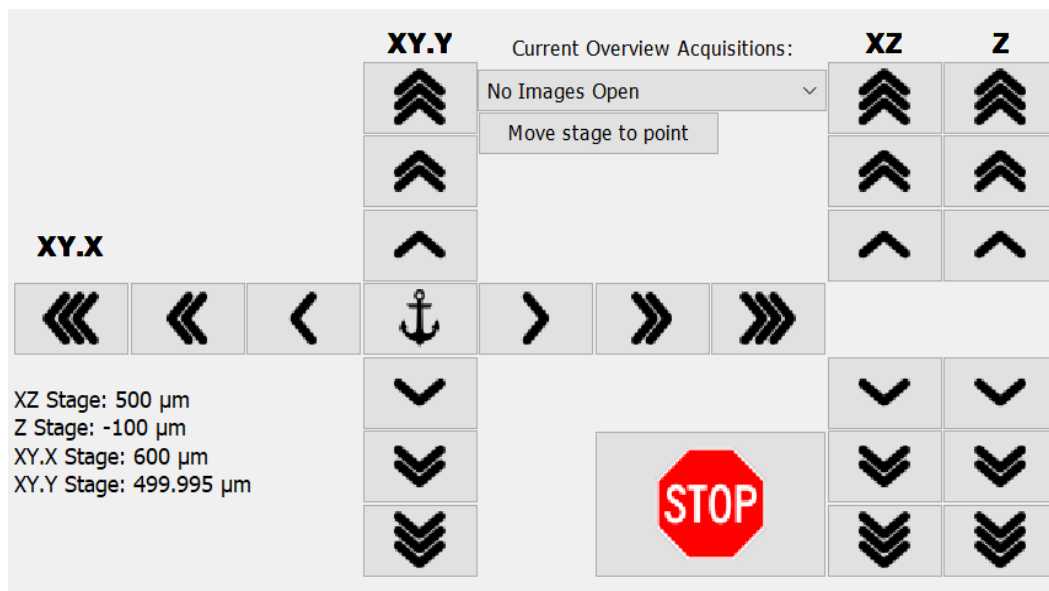 XY.Y
Current Overview Acquisitions:
XZ
Z
No Images Open
Move stage to point
XY.X
XZ Stage: 500 µm
Z Stage: -100 µm
XY.X Stage: 600 µm
XY.Y Stage: 499.995 µm
STOP